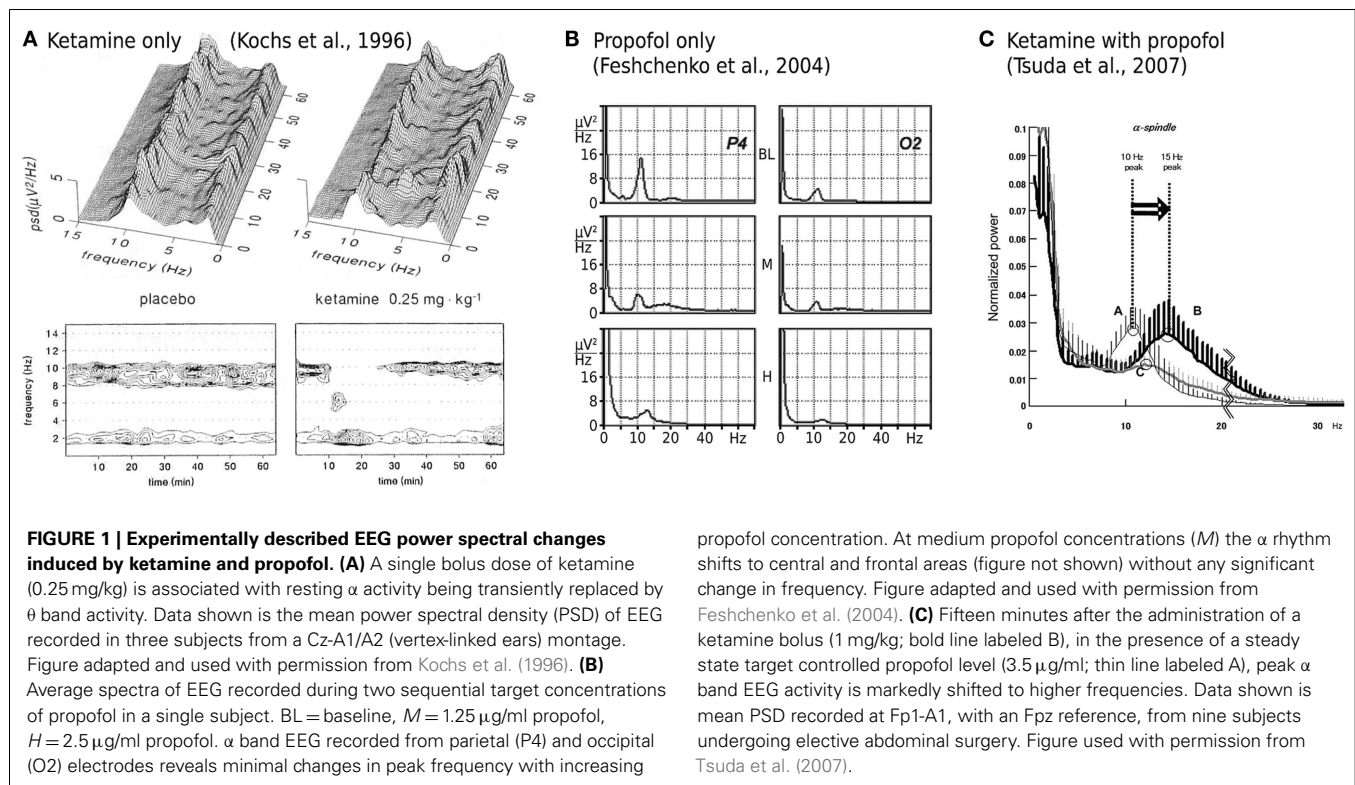 A Ketamine only (Kochs et al., 1996)
psd(μV²/Hz)
5
0
15
10
5
0
frequency (Hz)
0
10
20
30
40
50
60
15
10
5
0
frequency (Hz)
0
10
20
30
40
50
60
placebo
ketamine 0.25 mg · kg⁻¹
frequency (Hz)
14
12
10
8
6
4
2
10 20 30 40 50 60
time (min)
10 20 30 40 50 60
time (min)
B Propofol only
(Feshchenko et al., 2004)
μV²
Hz
16
8
0
P4
BL
O2
μV²
Hz
16
8
0
M
μV²
Hz
16
8
0
H
0 20 40 Hz
0 20 40 Hz
C Ketamine with propofol
(Tsuda et al., 2007)
α-spindle
10 Hz
peak
15 Hz
peak
Normalized power
0.1
0.09
0.08
0.07
0.06
0.05
0.04
0.03
0.02
0.01
0
A
B
C
0 10 20 30 Hz
FIGURE 1 | Experimentally described EEG power spectral changes
induced by ketamine and propofol. (A) A single bolus dose of ketamine
(0.25 mg/kg) is associated with resting α activity being transiently replaced by
θ band activity. Data shown is the mean power spectral density (PSD) of EEG
recorded in three subjects from a Cz-A1/A2 (vertex-linked ears) montage.
Figure adapted and used with permission from Kochs et al. (1996). (B)
Average spectra of EEG recorded during two sequential target concentrations
of propofol in a single subject. BL = baseline, M = 1.25 μg/ml propofol,
H = 2.5 μg/ml propofol. α band EEG recorded from parietal (P4) and occipital
(O2) electrodes reveals minimal changes in peak frequency with increasing
propofol concentration. At medium propofol concentrations (M) the α rhythm
shifts to central and frontal areas (figure not shown) without any significant
change in frequency. Figure adapted and used with permission from
Feshchenko et al. (2004). (C) Fifteen minutes after the administration of a
ketamine bolus (1 mg/kg; bold line labeled B), in the presence of a steady
state target controlled propofol level (3.5 μg/ml; thin line labeled A), peak α
band EEG activity is markedly shifted to higher frequencies. Data shown is
mean PSD recorded at Fp1-A1, with an Fpz reference, from nine subjects
undergoing elective abdominal surgery. Figure used with permission from
Tsuda et al. (2007).